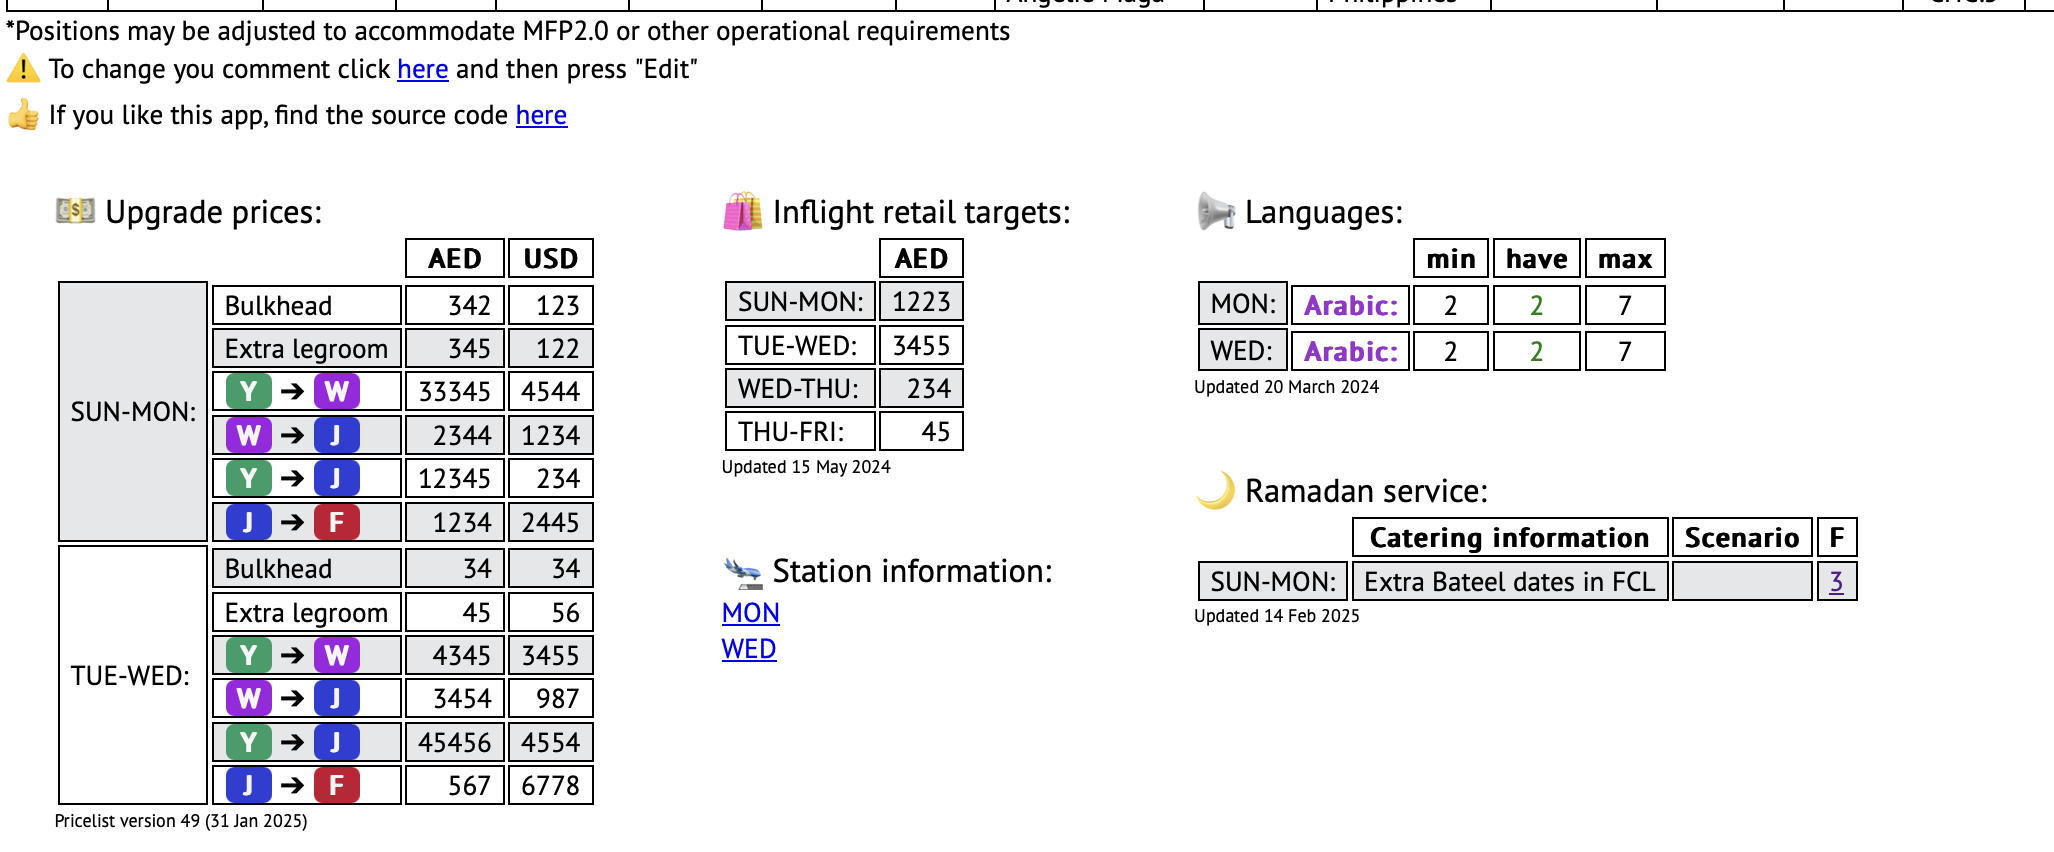 *Positions may be adjusted to accommodate MFP2.0 or other operational requirements
⚠️ To change you comment click here and then press "Edit"
👍 If you like this app, find the source code here
💵 Upgrade prices:
AED USD
SUN-MON:
Bulkhead 342 123
Extra legroom 345 122
Y ➔ W 33345 4544
W ➔ J 2344 1234
Y ➔ J 12345 234
J ➔ F 1234 2445
TUE-WED:
Bulkhead 34 34
Extra legroom 45 56
Y ➔ W 4345 3455
W ➔ J 3454 987
Y ➔ J 45456 4554
J ➔ F 567 6778
Pricelist version 49 (31 Jan 2025)
🛍️ Inflight retail targets:
AED
SUN-MON: 1223
TUE-WED: 3455
WED-THU: 234
THU-FRI: 45
Updated 15 May 2024
🛬 Station information:
MON
WED
📢 Languages:
min have max
MON: Arabic: 2 2 7
WED: Arabic: 2 2 7
Updated 20 March 2024
🌙 Ramadan service:
Catering information Scenario F
SUN-MON: Extra Bateel dates in FCL 3
Updated 14 Feb 2025